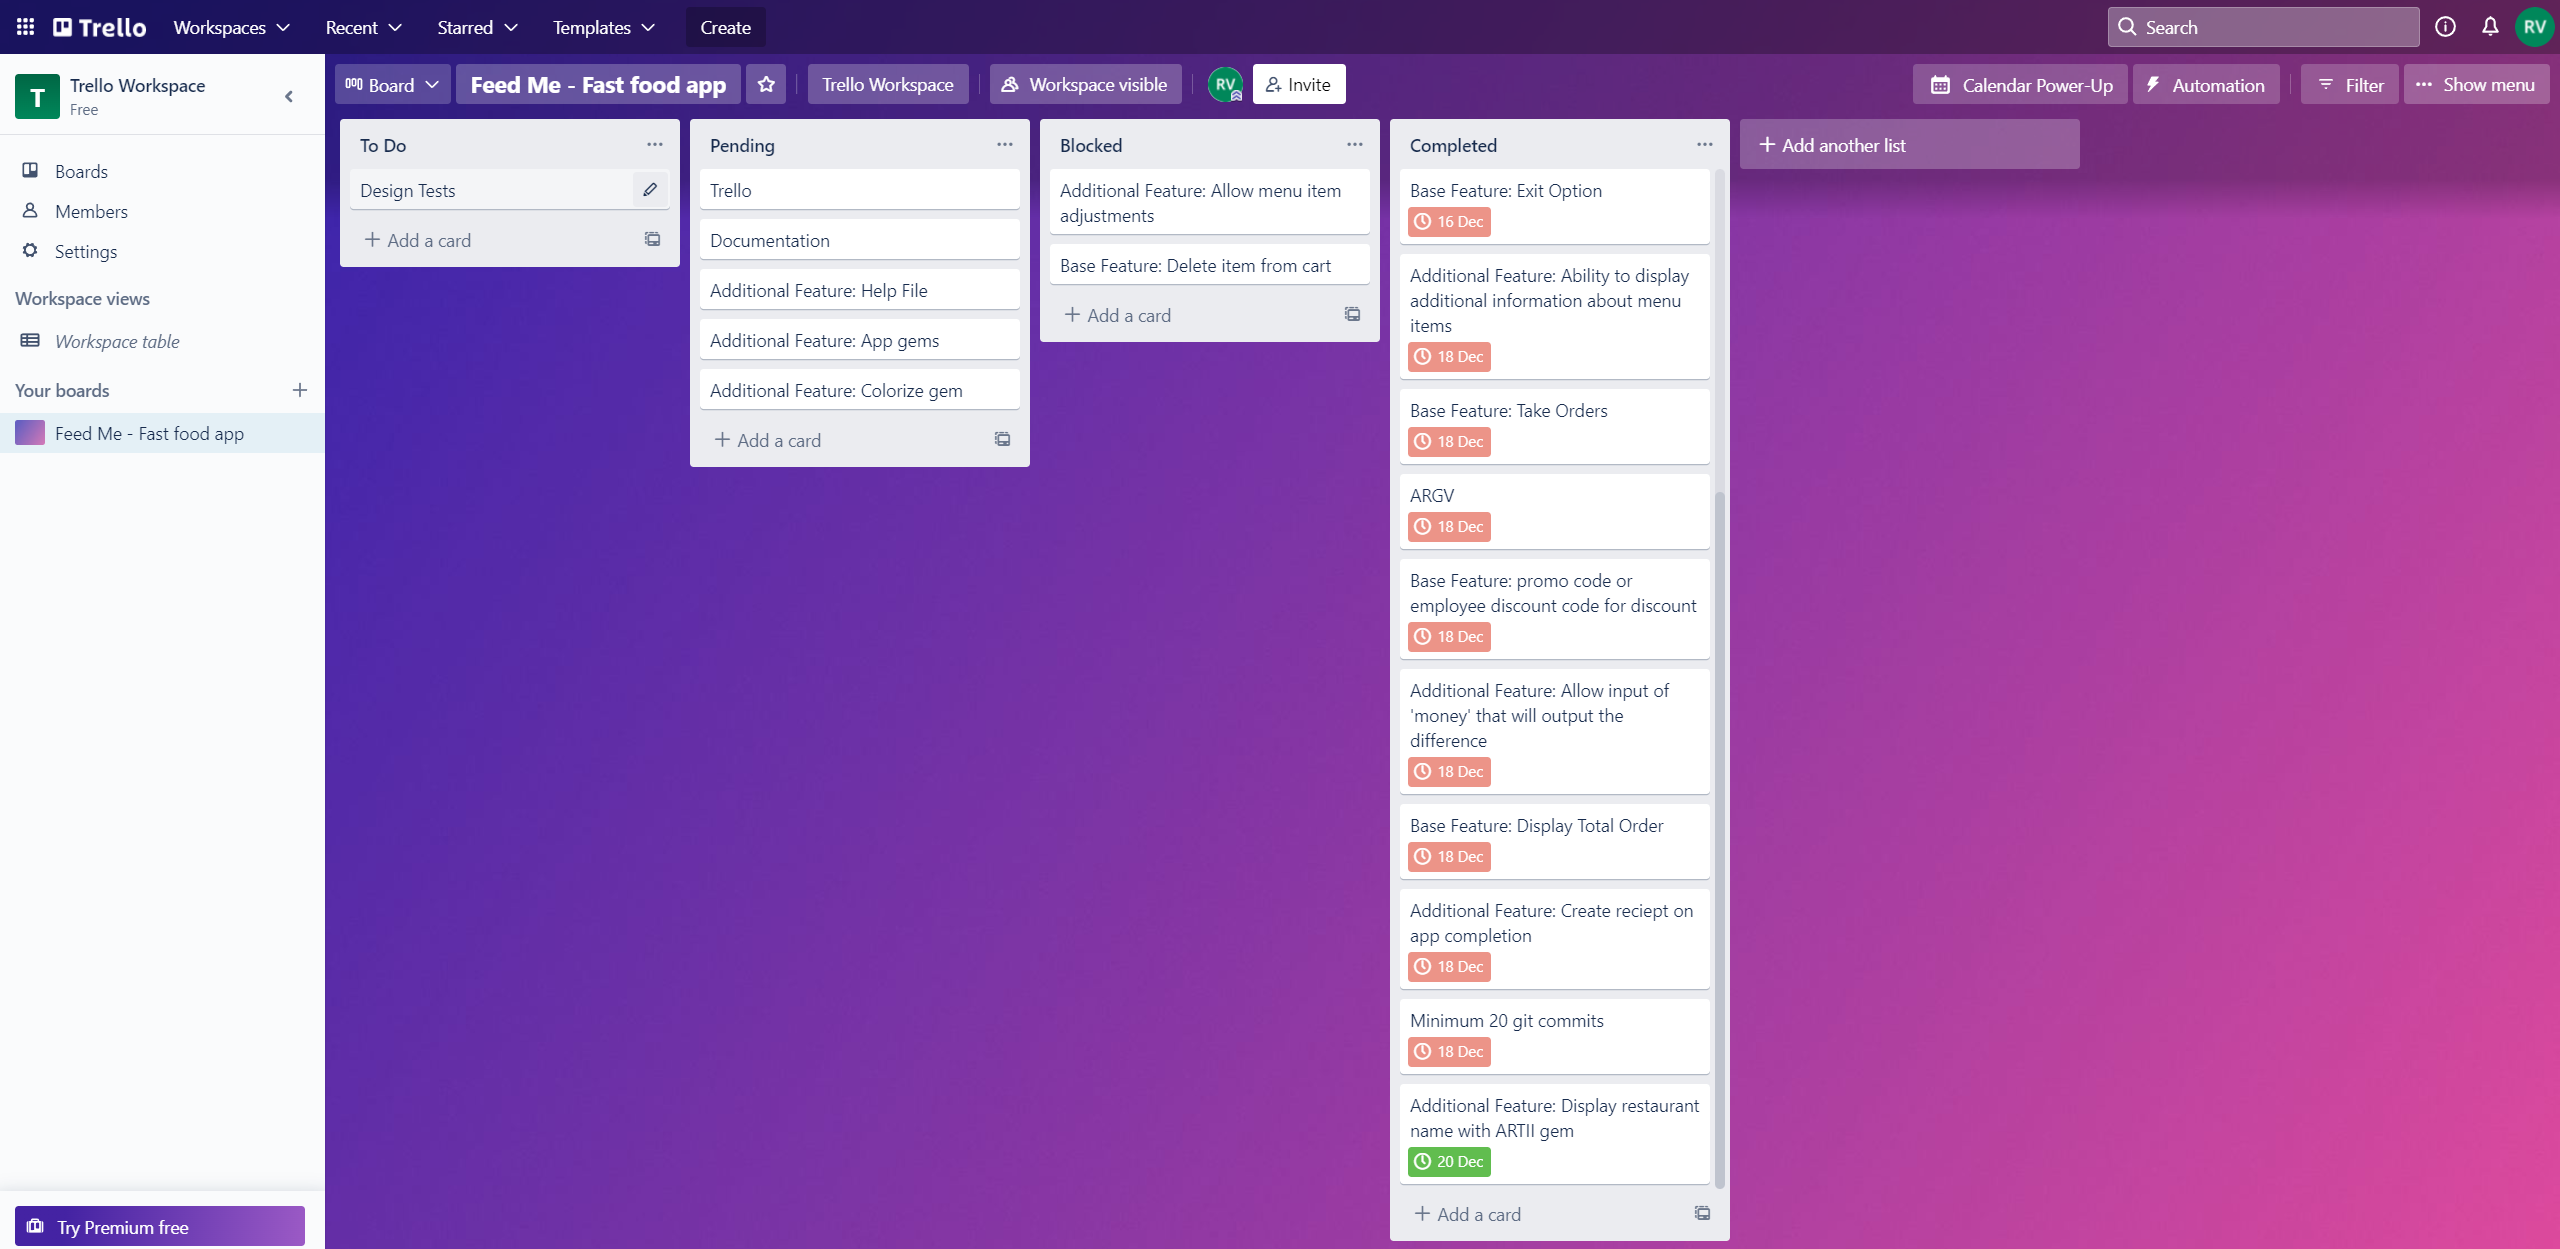 Trello
Workspaces
Recent
Starred
Templates
Create
Search
RV
T
Trello Workspace
Free
Boards
Members
Settings
Workspace views
Workspace table
Your boards
Feed Me - Fast food app
Try Premium free
Board
Feed Me - Fast food app
Trello Workspace
Workspace visible
RV
Invite
Calendar Power-Up
Automation
Filter
Show menu
To Do
Design Tests
Add a card
Pending
Trello
Documentation
Additional Feature: Help File
Additional Feature: App gems
Additional Feature: Colorize gem
Add a card
Blocked
Additional Feature: Allow menu item
adjustments
Base Feature: Delete item from cart
Add a card
Completed
Base Feature: Exit Option
16 Dec
Additional Feature: Ability to display
additional information about menu
items
18 Dec
Base Feature: Take Orders
18 Dec
ARGV
18 Dec
Base Feature: promo code or
employee discount code for discount
18 Dec
Additional Feature: Allow input of
'money' that will output the
difference
18 Dec
Base Feature: Display Total Order
18 Dec
Additional Feature: Create reciept on
app completion
18 Dec
Minimum 20 git commits
18 Dec
Additional Feature: Display restaurant
name with ARTII gem
20 Dec
Add a card
Add another list